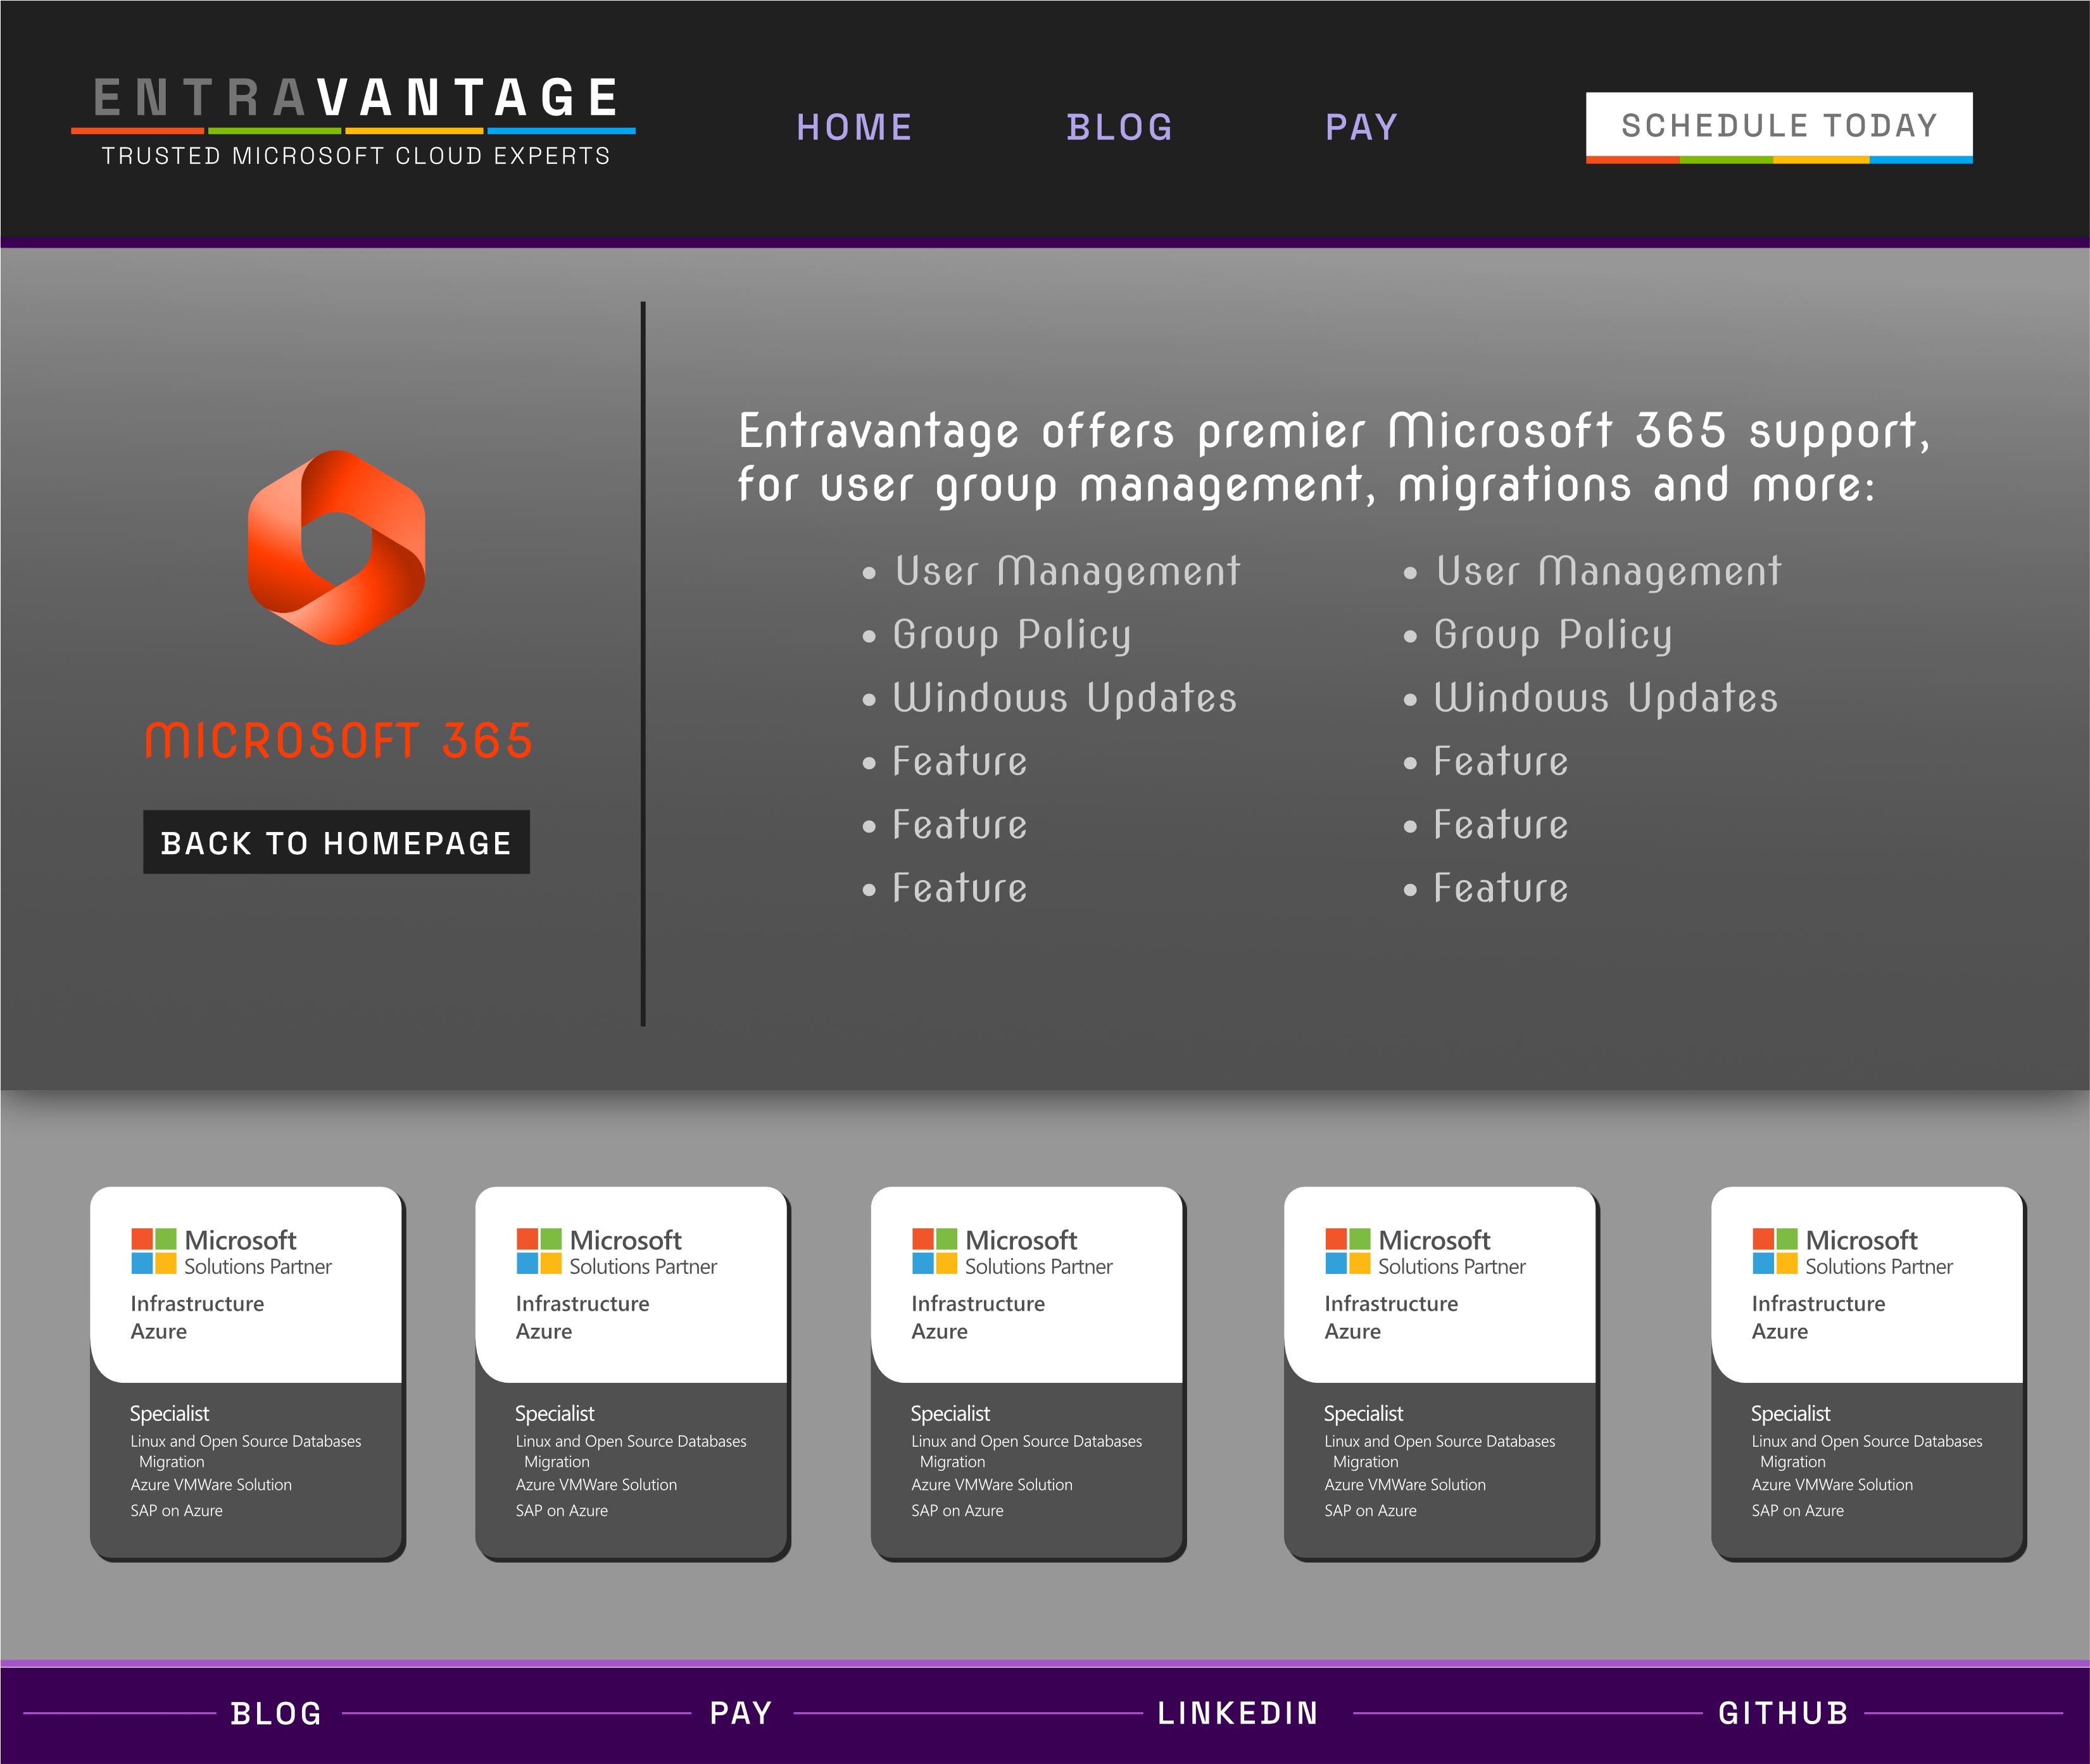 ENTRAVANTAGE
TRUSTED MICROSOFT CLOUD EXPERTS
HOME
BLOG
PAY
SCHEDULE TODAY
MICROSOFT 365
BACK TO HOMEPAGE
Entravantage offers premier Microsoft 365 support,
for user group management, migrations and more:
• User Management
• Group Policy
• Windows Updates
• Feature
• Feature
• Feature
• User Management
• Group Policy
• Windows Updates
• Feature
• Feature
• Feature
Microsoft
Solutions Partner
Infrastructure
Azure
Specialist
Linux and Open Source Databases
Migration
Azure VMWare Solution
SAP on Azure
Microsoft
Solutions Partner
Infrastructure
Azure
Specialist
Linux and Open Source Databases
Migration
Azure VMWare Solution
SAP on Azure
Microsoft
Solutions Partner
Infrastructure
Azure
Specialist
Linux and Open Source Databases
Migration
Azure VMWare Solution
SAP on Azure
Microsoft
Solutions Partner
Infrastructure
Azure
Specialist
Linux and Open Source Databases
Migration
Azure VMWare Solution
SAP on Azure
Microsoft
Solutions Partner
Infrastructure
Azure
Specialist
Linux and Open Source Databases
Migration
Azure VMWare Solution
SAP on Azure
BLOG
PAY
LINKEDIN
GITHUB